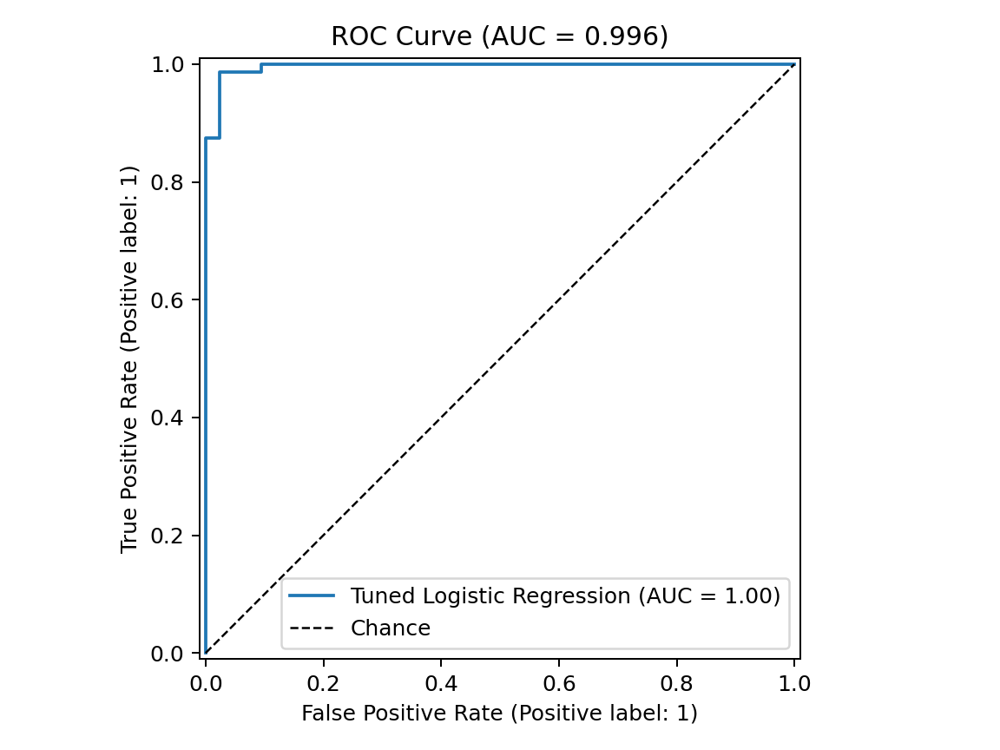 ROC Curve (AUC = 0.996)
True Positive Rate (Positive label: 1)
1.0
0.8
0.6
0.4
0.2
0.0
Tuned Logistic Regression (AUC = 1.00)
Chance
0.0 0.2 0.4 0.6 0.8 1.0
False Positive Rate (Positive label: 1)